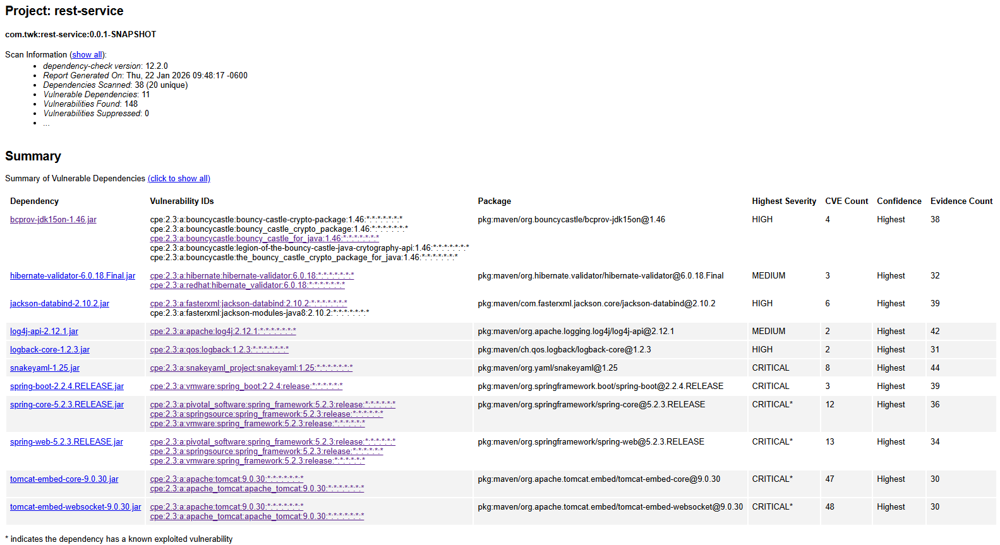 Project: rest-service
com.twk:rest-service:0.0.1-SNAPSHOT
Scan Information (show all):
• dependency-check version: 12.2.0
• Report Generated On: Thu, 22 Jan 2026 09:48:17 -0600
• Dependencies Scanned: 38 (20 unique)
• Vulnerable Dependencies: 11
• Vulnerabilities Found: 148
• Vulnerabilities Suppressed: 0
• ...
Summary
Summary of Vulnerable Dependencies (click to show all)
Dependency Vulnerability IDs Package Highest Severity CVE Count Confidence Evidence Count
bcprov-jdk15on-1.46.jar cpe:2.3:a:bouncycastle:bouncy-castle-crypto-package:1.46:*:*:*:*:*:*:* pkg:maven/org.bouncycastle/bcprov-jdk15on@1.46 HIGH 4 Highest 38
cpe:2.3:a:bouncycastle:bouncy_castle_crypto_package:1.46:*:*:*:*:*:*:*
cpe:2.3:a:bouncycastle:bouncy_castle_for_java:1.46:*:*:*:*:*:*:*
cpe:2.3:a:bouncycastle:legion-of-the-bouncy-castle-java-crytography-api:1.46:*:*:*:*:*:*:*
cpe:2.3:a:bouncycastle:the_bouncy_castle_crypto_package_for_java:1.46:*:*:*:*:*:*:*
hibernate-validator-6.0.18.Final.jar cpe:2.3:a:hibernate:hibernate-validator:6.0.18:*:*:*:*:*:*:* pkg:maven/org.hibernate.validator/hibernate-validator@6.0.18.Final MEDIUM 3 Highest 32
cpe:2.3:a:redhat:hibernate_validator:6.0.18:*:*:*:*:*:*:*
jackson-databind-2.10.2.jar cpe:2.3:a:fasterxml:jackson-databind:2.10.2:*:*:*:*:*:*:* pkg:maven/com.fasterxml.jackson.core/jackson-databind@2.10.2 HIGH 6 Highest 39
cpe:2.3:a:fasterxml:jackson-modules-java8:2.10.2:*:*:*:*:*:*:*
log4j-api-2.12.1.jar cpe:2.3:a:apache:log4j:2.12.1:*:*:*:*:*:*:* pkg:maven/org.apache.logging.log4j/log4j-api@2.12.1 MEDIUM 2 Highest 42
logback-core-1.2.3.jar cpe:2.3:a:qos:logback:1.2.3:*:*:*:*:*:*:* pkg:maven/ch.qos.logback/logback-core@1.2.3 HIGH 2 Highest 31
snakeyaml-1.25.jar cpe:2.3:a:snakeyaml_project:snakeyaml:1.25:*:*:*:*:*:*:* pkg:maven/org.yaml/snakeyaml@1.25 CRITICAL 8 Highest 44
spring-boot-2.2.4.RELEASE.jar cpe:2.3:a:vmware:spring_boot:2.2.4:release:*:*:*:*:*:* pkg:maven/org.springframework.boot/spring-boot@2.2.4.RELEASE CRITICAL 3 Highest 39
spring-core-5.2.3.RELEASE.jar cpe:2.3:a:pivotal_software:spring_framework:5.2.3:release:*:*:*:*:*:* pkg:maven/org.springframework/spring-core@5.2.3.RELEASE CRITICAL* 12 Highest 36
cpe:2.3:a:springsource:spring_framework:5.2.3:release:*:*:*:*:*:*
cpe:2.3:a:vmware:spring_framework:5.2.3:release:*:*:*:*:*:*
spring-web-5.2.3.RELEASE.jar cpe:2.3:a:pivotal_software:spring_framework:5.2.3:release:*:*:*:*:*:* pkg:maven/org.springframework/spring-web@5.2.3.RELEASE CRITICAL* 13 Highest 34
cpe:2.3:a:springsource:spring_framework:5.2.3:release:*:*:*:*:*:*
cpe:2.3:a:vmware:spring_framework:5.2.3:release:*:*:*:*:*:*
tomcat-embed-core-9.0.30.jar cpe:2.3:a:apache:tomcat:9.0.30:*:*:*:*:*:*:* pkg:maven/org.apache.tomcat.embed/tomcat-embed-core@9.0.30 CRITICAL* 47 Highest 30
cpe:2.3:a:apache_tomcat:apache_tomcat:9.0.30:*:*:*:*:*:*:*
tomcat-embed-websocket-9.0.30.jar cpe:2.3:a:apache:tomcat:9.0.30:*:*:*:*:*:*:* pkg:maven/org.apache.tomcat.embed/tomcat-embed-websocket@9.0.30 CRITICAL* 48 Highest 30
cpe:2.3:a:apache_tomcat:apache_tomcat:9.0.30:*:*:*:*:*:*:*
* indicates the dependency has a known exploited vulnerability